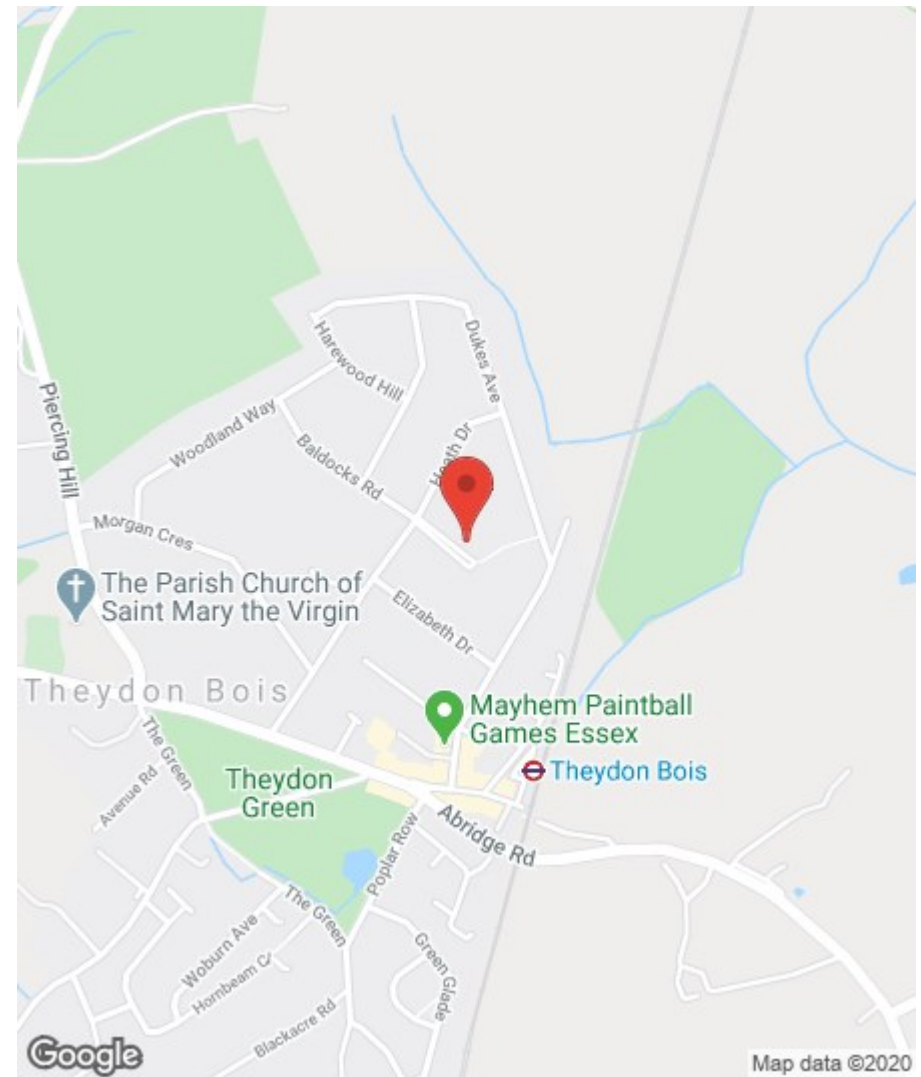 Dukes Ave
Harewood Hill
Piercing Hill
Woodland Way
Heath Dr
Baldocks Rd
Morgan Cres
The Parish Church of
Saint Mary the Virgin
Elizabeth Dr
Theydon Bois
Mayhem Paintball
Games Essex
The Green
Avenue Rd
Theydon
Green
Theydon Bois
Abridge Rd
Poplar Row
The Green
Woburn Ave
Hornbeam C
Green Glade
Blackacre Rd
Google
Map data ©2020